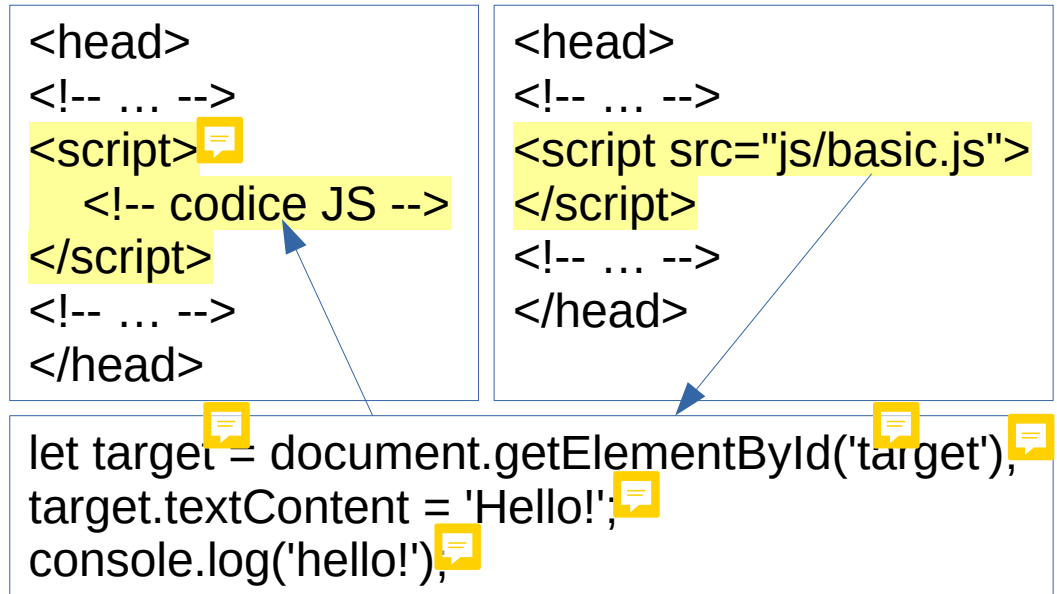 <head>
<!-- … -->
<script>
<!-- codice JS -->
</script>
<!-- … -->
</head>
<head>
<!-- … -->
<script src="js/basic.js">
</script>
<!-- … -->
</head>
let target = document.getElementById('target');
target.textContent = 'Hello!';
console.log('hello!');